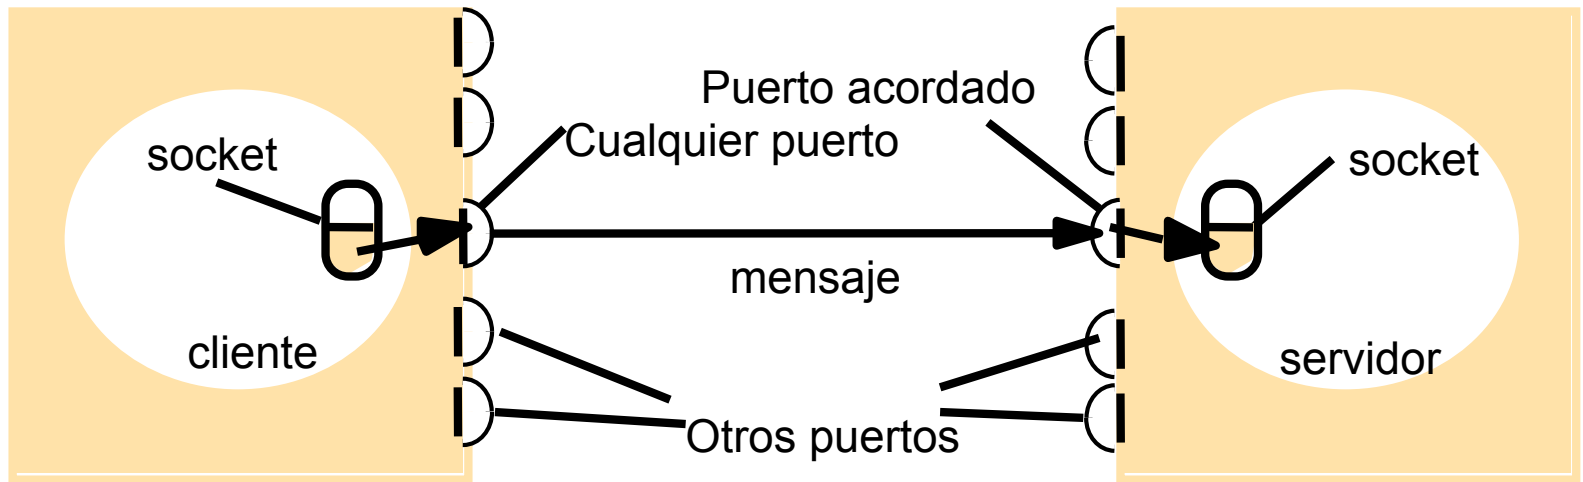 Puerto acordado
Cualquier puerto
socket
socket
mensaje
cliente
servidor
Otros puertos